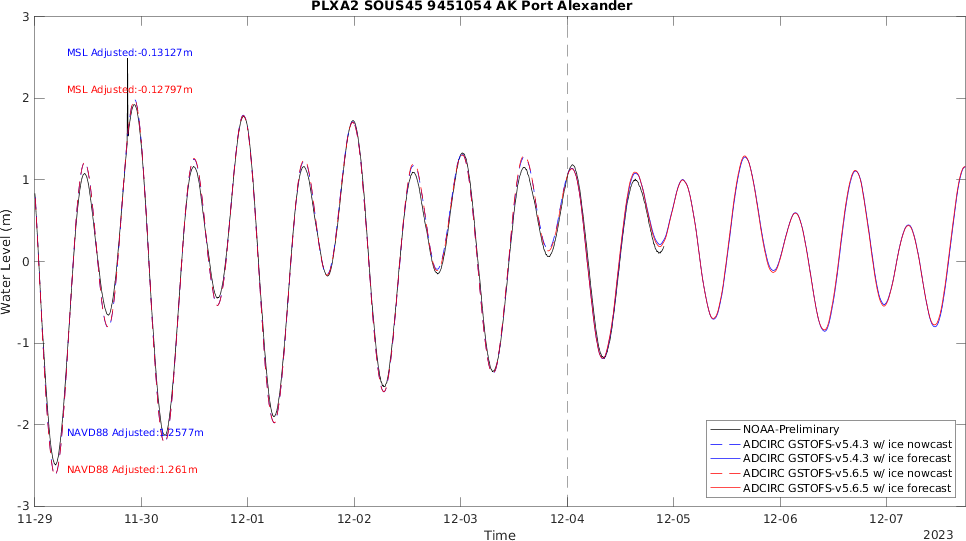 PLXA2 SOUS45 9451054 AK Port Alexander
3
2
1
0
-1
-2
-3
Water Level (m)
MSL Adjusted:-0.13127m
MSL Adjusted:-0.12797m
NAVD88 Adjusted:1.2577m
NAVD88 Adjusted:1.261m
NOAA-Preliminary
ADCIRC GSTOFS-v5.4.3 w/ ice nowcast
ADCIRC GSTOFS-v5.4.3 w/ ice forecast
ADCIRC GSTOFS-v5.6.5 w/ ice nowcast
ADCIRC GSTOFS-v5.6.5 w/ ice forecast
11-29 11-30 12-01 12-02 12-03 12-04 12-05 12-06 12-07
Time
2023